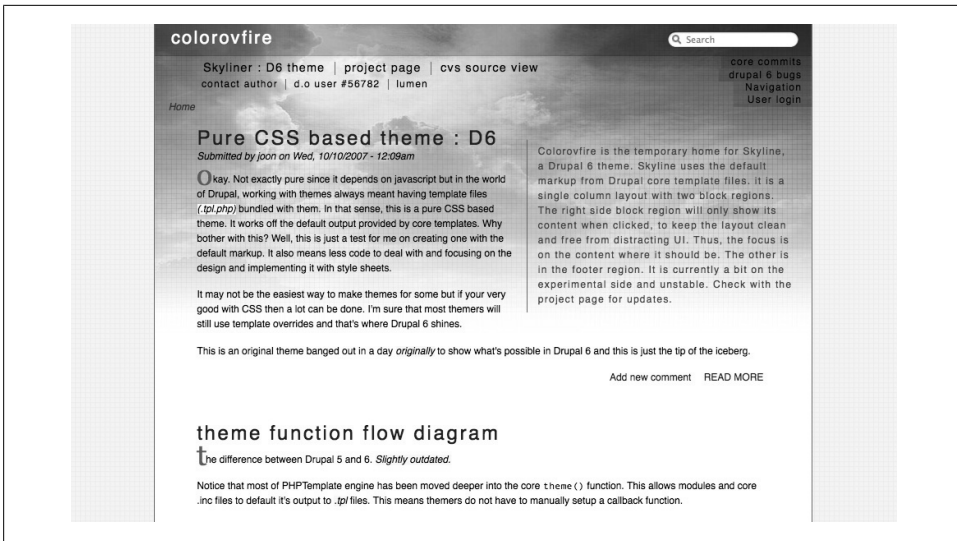 colorovfire
Search
Skyliner : D6 theme | project page | cvs source view
contact author | d.o user #56782 | lumen
core commits
drupal 6 bugs
Navigation
User login
Home
Pure CSS based theme : D6
Submitted by joon on Wed, 10/10/2007 - 12:09am
Okay. Not exactly pure since it depends on javascript but in the world
of Drupal, working with themes always meant having template files
(.tpl.php) bundled with them. In that sense, this is a pure CSS based
theme. It works off the default output provided by core templates. Why
bother with this? Well, this is just a test for me on creating one with the
default markup. It also means less code to deal with and focusing on the
design and implementing it with style sheets.
It may not be the easiest way to make themes for some but if your very
good with CSS then a lot can be done. I'm sure that most themers will
still use template overrides and that's where Drupal 6 shines.
Colorovfire is the temporary home for Skyline,
a Drupal 6 theme. Skyline uses the default
markup from Drupal core template files. it is a
single column layout with two block regions.
The right side block region will only show its
content when clicked, to keep the layout clean
and free from distracting UI. Thus, the focus is
on the content where it should be. The other is
in the footer region. It is currently a bit on the
experimental side and unstable. Check with the
project page for updates.
This is an original theme banged out in a day originally to show what's possible in Drupal 6 and this is just the tip of the iceberg.
Add new comment READ MORE
theme function flow diagram
the difference between Drupal 5 and 6. Slightly outdated.
Notice that most of PHPTemplate engine has been moved deeper into the core theme() function. This allows modules and core
.inc files to default it's output to .tpl files. This means themers do not have to manually setup a callback function.